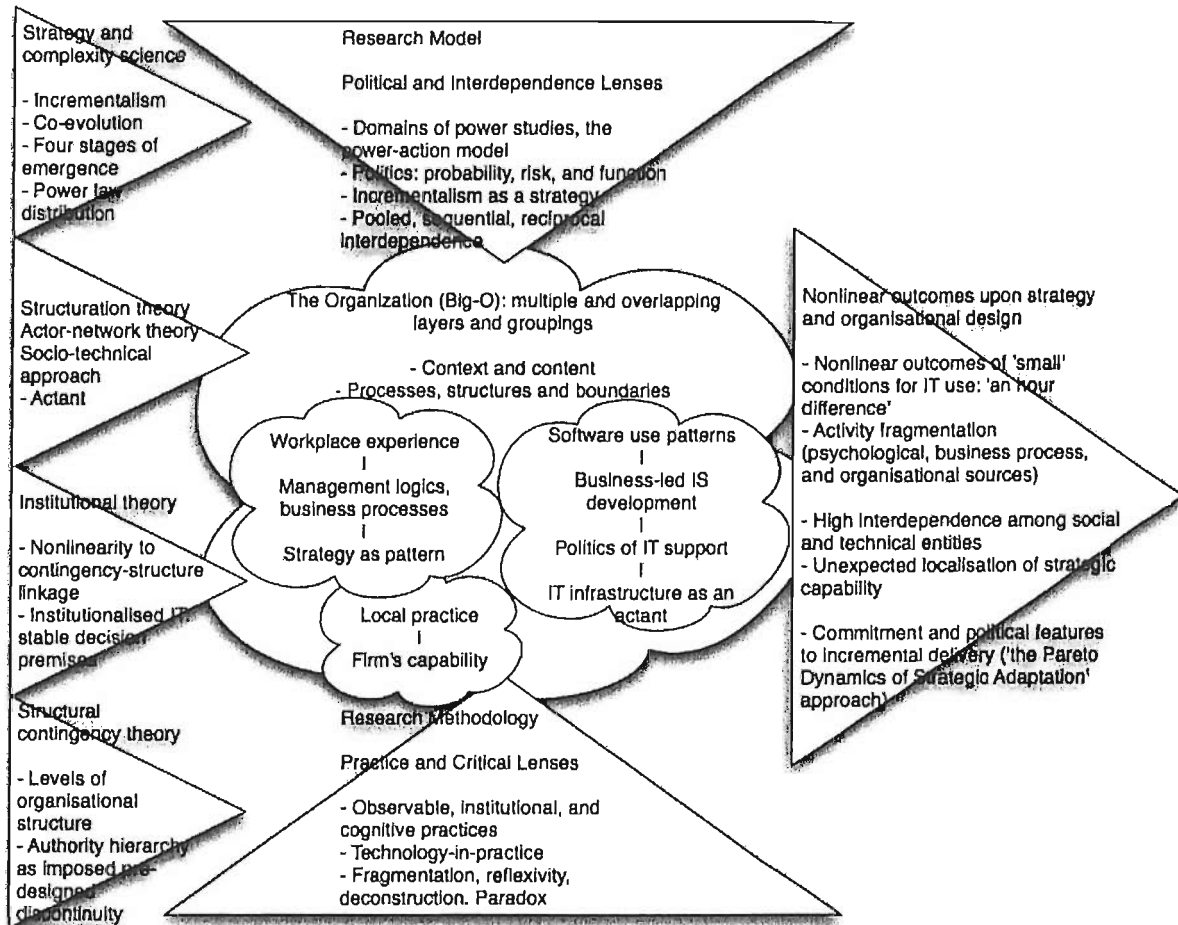 Strategy and
complexity science
- Incrementalism
- Co-evolution
- Four stages of
emergence
- Power law
distribution
Structuration theory
Actor-network theory
Socio-technical
approach
- Actant
Institutional theory
- Nonlinearity to
contingency-structure
linkage
- Institutionalised IT:
stable decision
premises
Structural
contingency theory
- Levels of
organisational
structure
- Authority hierarchy
as imposed pre-
designed
discontinuity
Research Model
Political and Interdependence Lenses
- Domains of power studies, the
power-action model
- Politics: probability, risk, and function
- Incrementalism as a strategy
- Pooled, sequential, reciprocal
interdependence
The Organization (Big-O): multiple and overlapping
layers and groupings
- Context and content
- Processes, structures and boundaries
Workplace experience
Management logics,
business processes
Strategy as pattern
Software use patterns
Business-led IS
development
Politics of IT support
IT infrastructure as an
actant
Local practice
Firm's capability
Research Methodology
Practice and Critical Lenses
- Observable, institutional, and
cognitive practices
- Technology-in-practice
- Fragmentation, reflexivity,
deconstruction. Paradox
Nonlinear outcomes upon strategy
and organisational design
- Nonlinear outcomes of 'small'
conditions for IT use: 'an hour
difference'
- Activity fragmentation
(psychological, business process,
and organisational sources)
- High interdependence among social
and technical entities
- Unexpected localisation of strategic
capability
- Commitment and political features
to incremental delivery ('the Pareto
Dynamics of Strategic Adaptation'
approach)